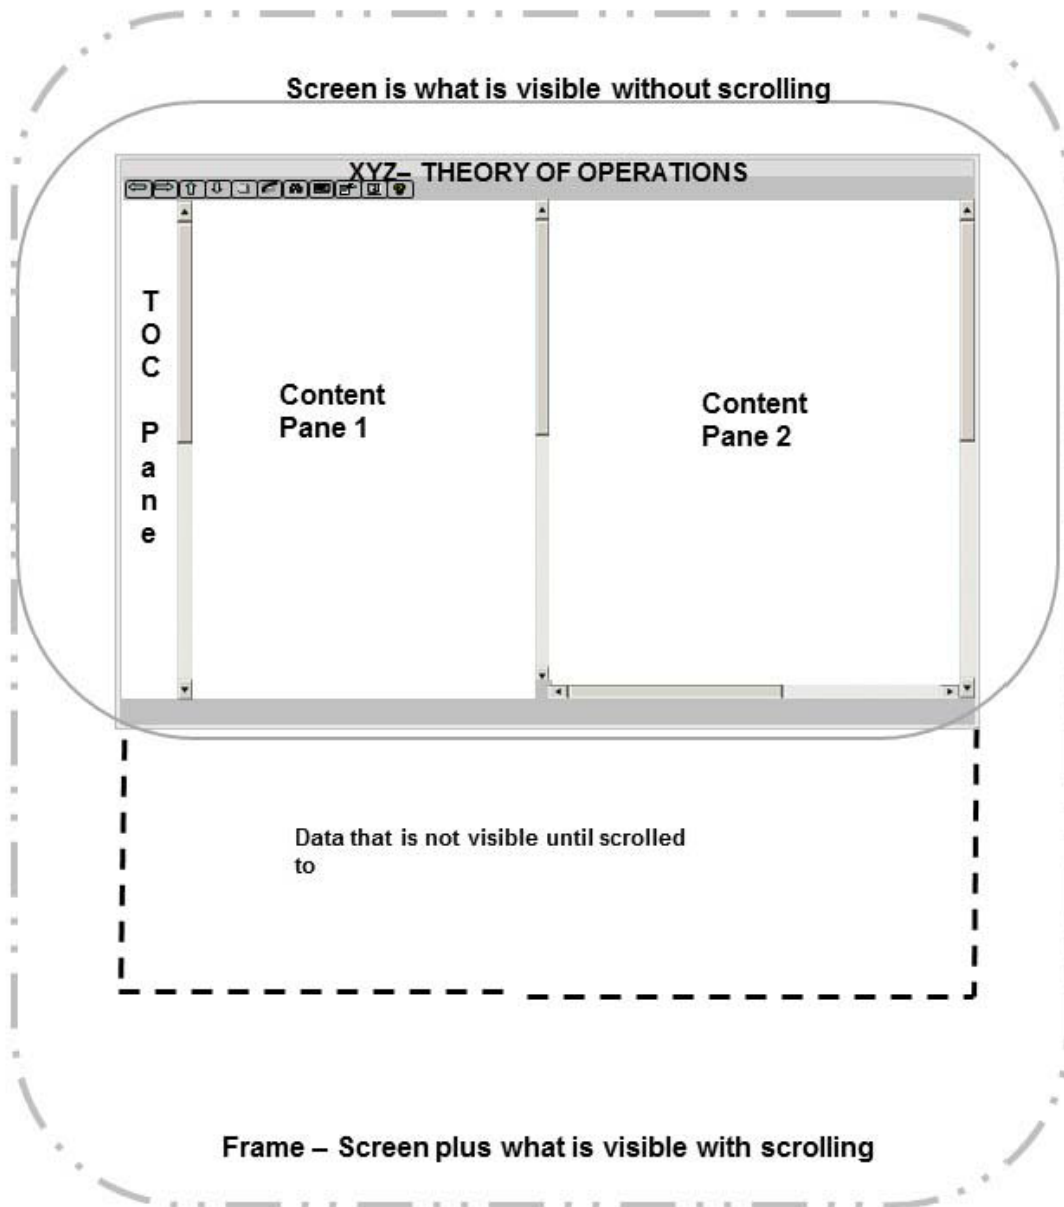 Screen is what is visible without scrolling
XYZ– THEORY OF OPERATIONS
T
O
C
P
a
n
e
Content
Pane 1
Content
Pane 2
Data that is not visible until scrolled
to
Frame – Screen plus what is visible with scrolling